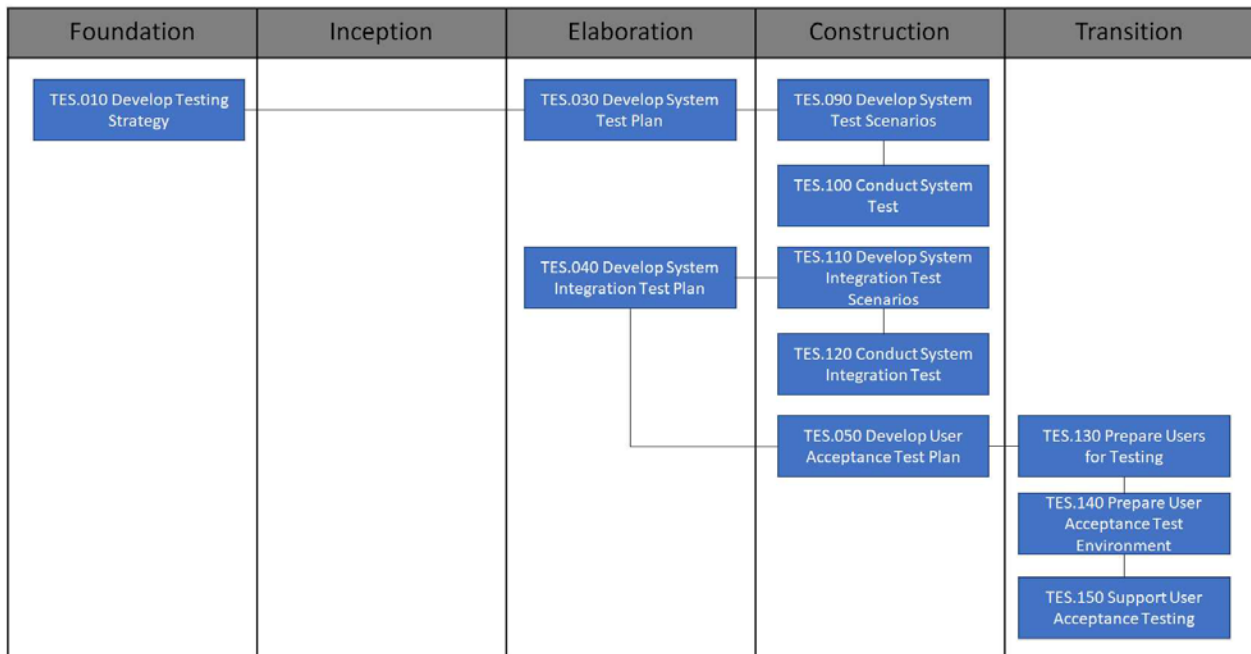 Foundation
Inception
Elaboration
Construction
Transition
TES.010 Develop Testing
Strategy
TES.030 Develop System
Test Plan
TES.090 Develop System
Test Scenarios
TES.100 Conduct System
Test
TES.040 Develop System
Integration Test Plan
TES.110 Develop System
Integration Test
Scenarios
TES.120 Conduct System
Integration Test
TES.050 Develop User
Acceptance Test Plan
TES.130 Prepare Users
for Testing
TES.140 Prepare User
Acceptance Test
Environment
TES.150 Support User
Acceptance Testing